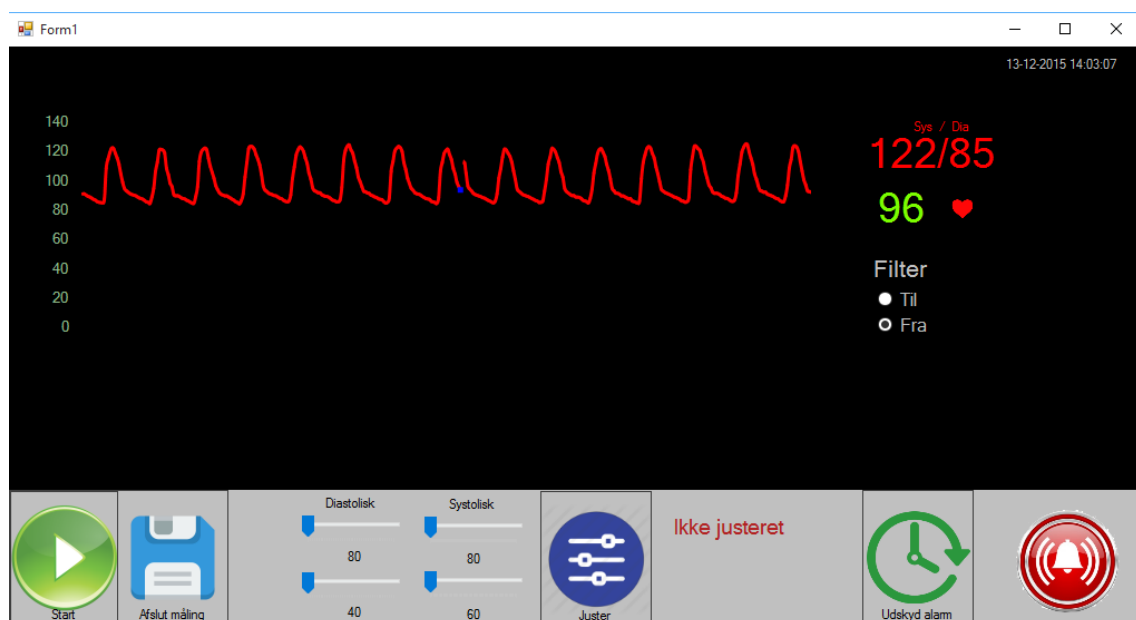 Form1
13-12-2015 14:03:07
140
120
100
80
60
40
20
0
Sys / Dia
122/85
96
Filter
Til
Fra
Start
Afslut måling
Diastolisk
80
40
Systolisk
80
60
Juster
Ikke justeret
Udskyd alarm